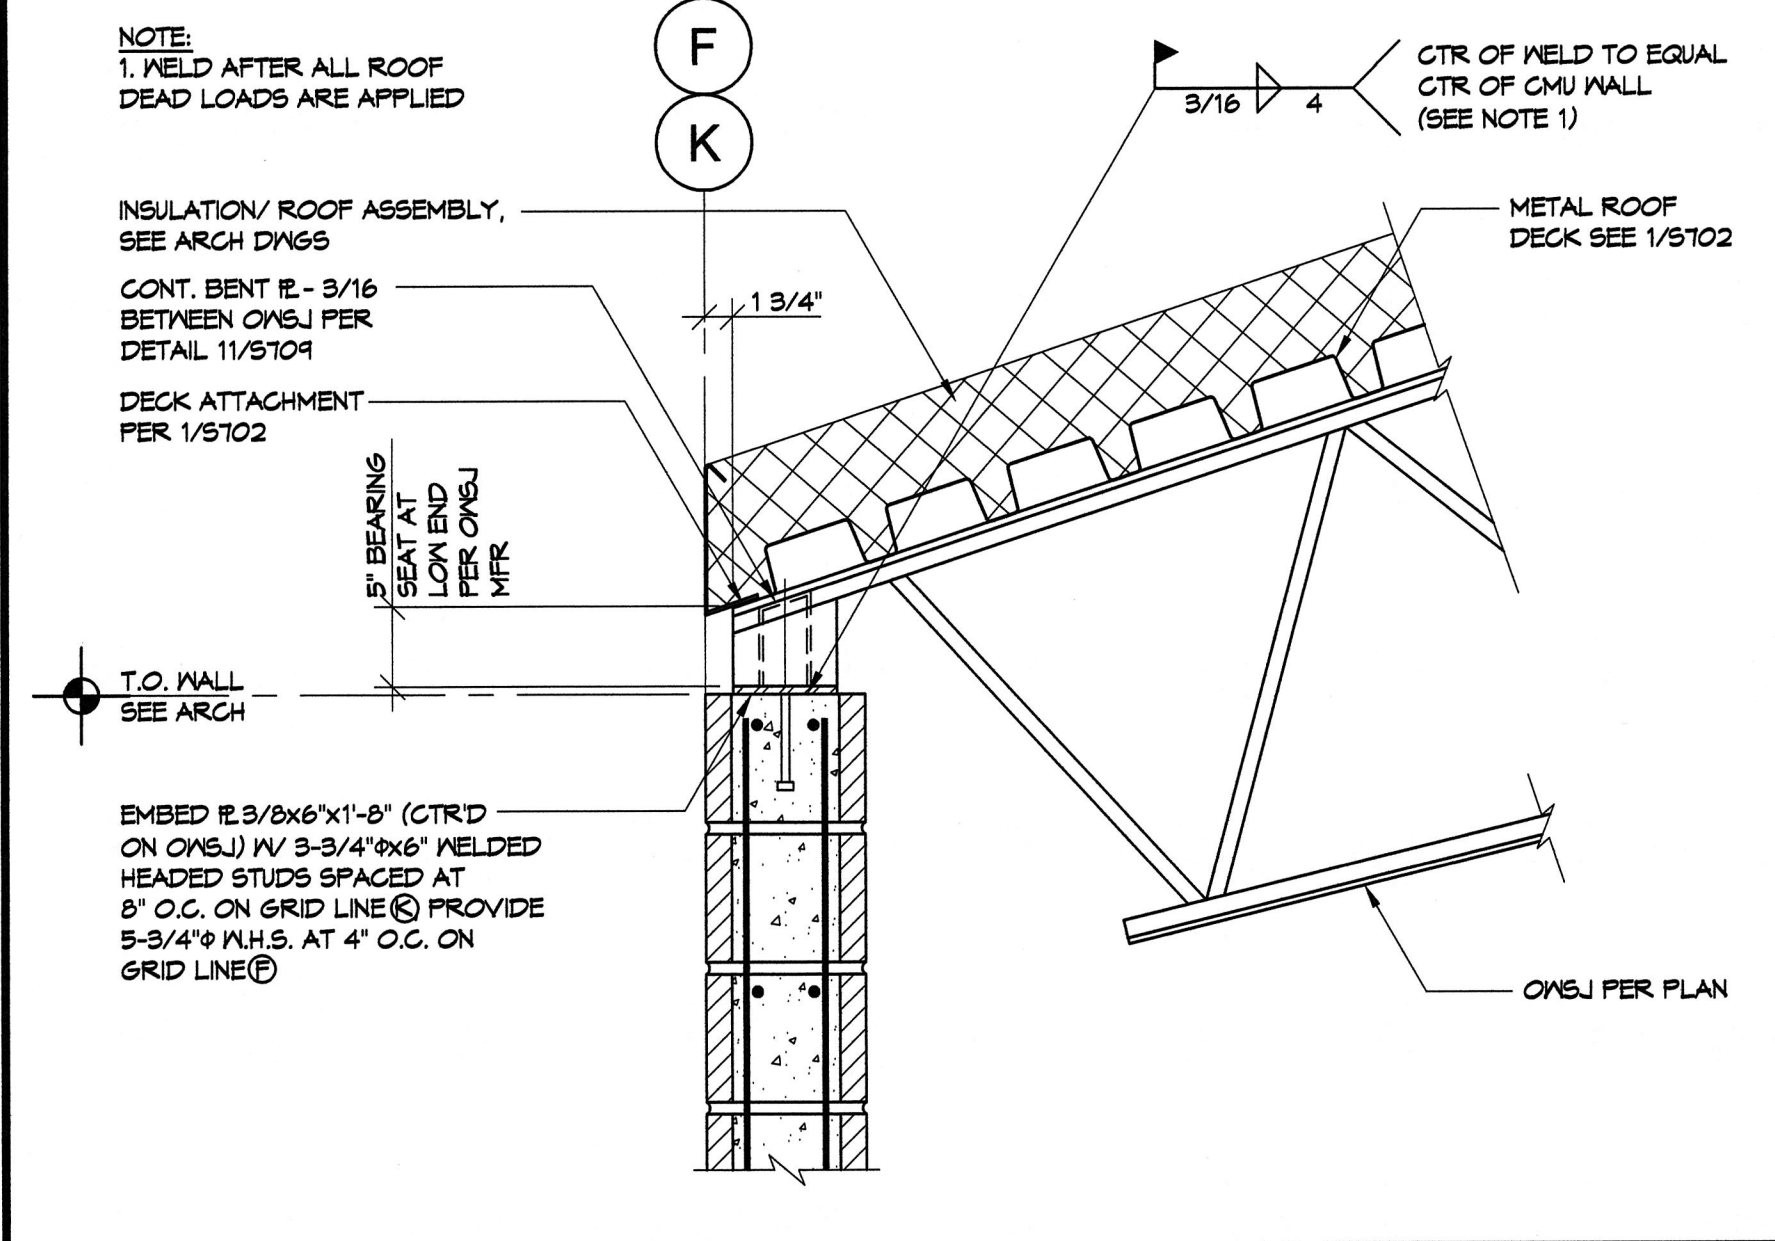 NOTE:
1. WELD AFTER ALL ROOF
DEAD LOADS ARE APPLIED
F
K
3/16
4
CTR OF WELD TO EQUAL
CTR OF CMU WALL
(SEE NOTE 1)
INSULATION/ ROOF ASSEMBLY,
SEE ARCH DWGS
METAL ROOF
DECK SEE 1/S702
CONT. BENT PL - 3/16
BETWEEN OWSJ PER
DETAIL 11/S709
1 3/4"
DECK ATTACHMENT
PER 1/S702
5" BEARING
SEAT AT
LOW END
PER OWSJ
MFR
T.O. WALL
SEE ARCH
EMBED PL 3/8x6"x1'-8" (CTR'D
ON OWSJ) W/ 3-3/4"Φx6" WELDED
HEADED STUDS SPACED AT
8" O.C. ON GRID LINE Ⓚ PROVIDE
5-3/4"Φ W.H.S. AT 4" O.C. ON
GRID LINE Ⓕ
OWSJ PER PLAN